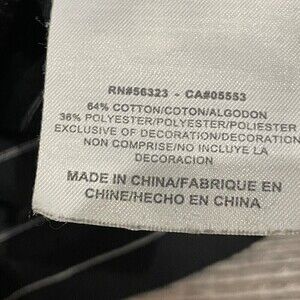 RN#56323 - CA#05553
64% COTTON/COTON/ALGODON
36% POLYESTER/POLYESTER/POLIESTER
EXCLUSIVE OF DECORATION/DECORATION
NON COMPRISE/NO INCLUYE LA
DECORACION
MADE IN CHINA/FABRIQUE EN
CHINE/HECHO EN CHINA